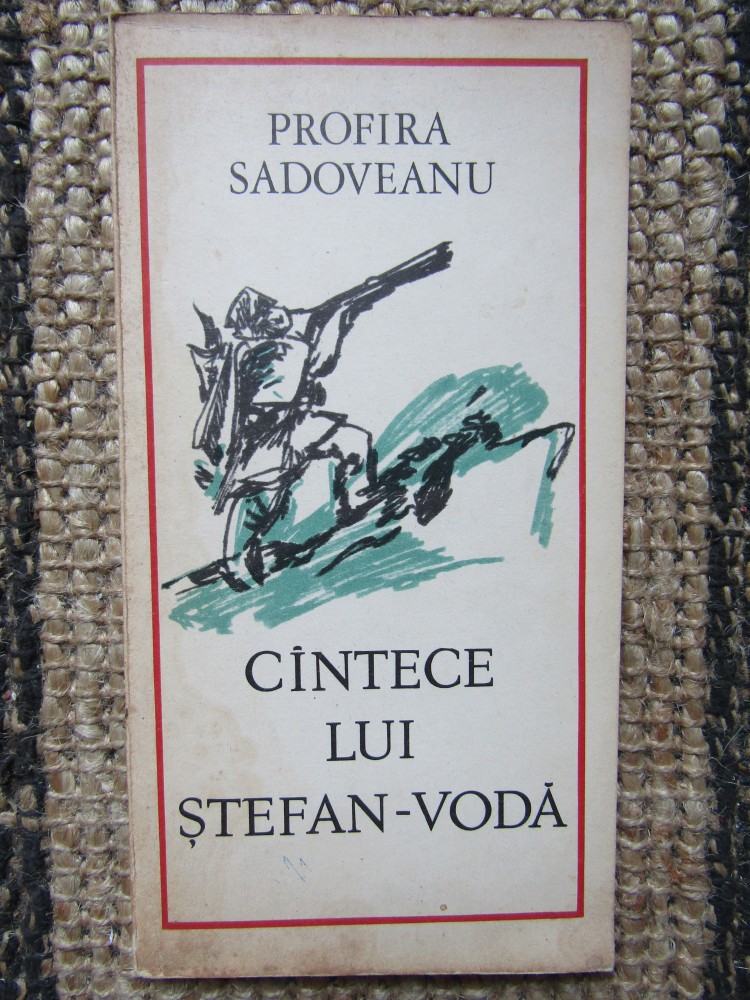 PROFIRA
SADOVEANU
CÎNTECE
LUI
ȘTEFAN-VODĂ